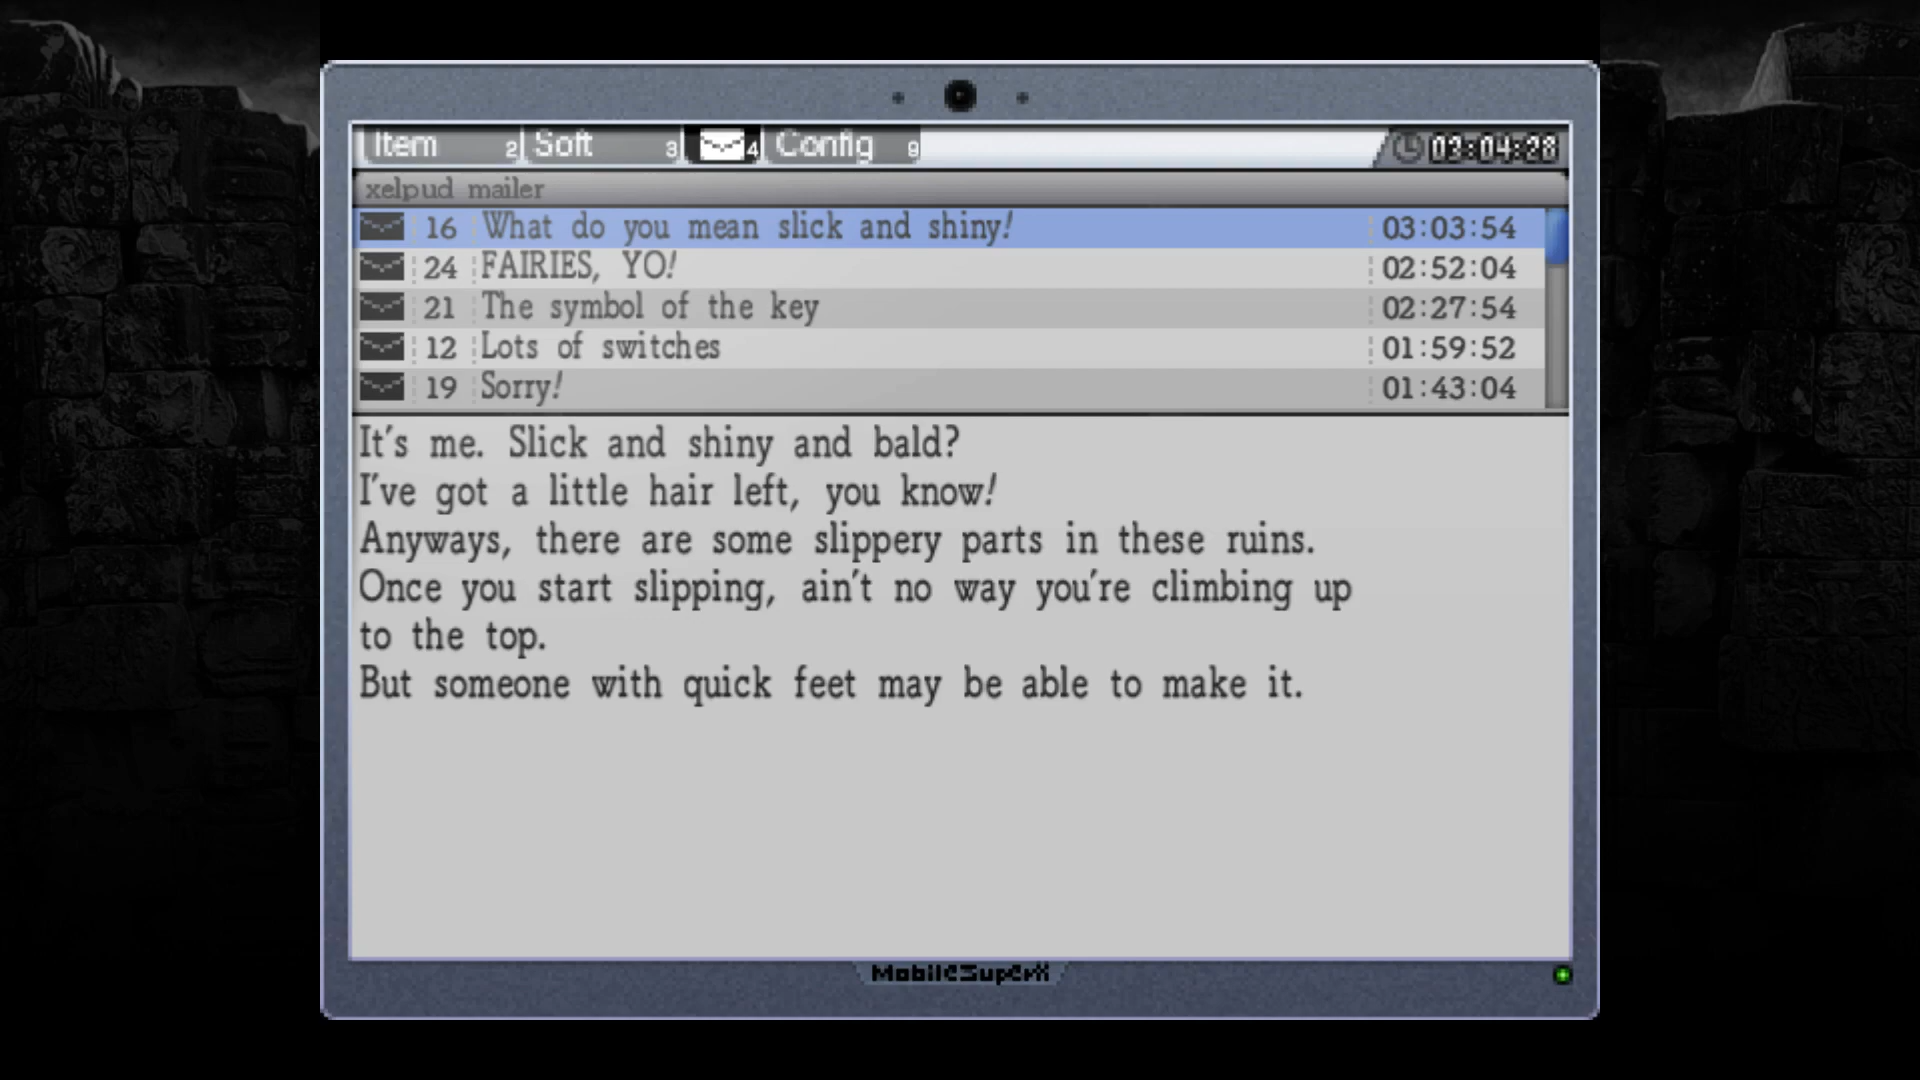 Item 2 Soft 3 4 Config 9 03:04:28
xelpud mailer
16 What do you mean slick and shiny! 03:03:54
24 FAIRIES, YO! 02:52:04
21 The symbol of the key 02:27:54
12 Lots of switches 01:59:52
19 Sorry! 01:43:04
It's me. Slick and shiny and bald?
I've got a little hair left, you know!
Anyways, there are some slippery parts in these ruins.
Once you start slipping, ain't no way you're climbing up
to the top.
But someone with quick feet may be able to make it.
MobileSuperX